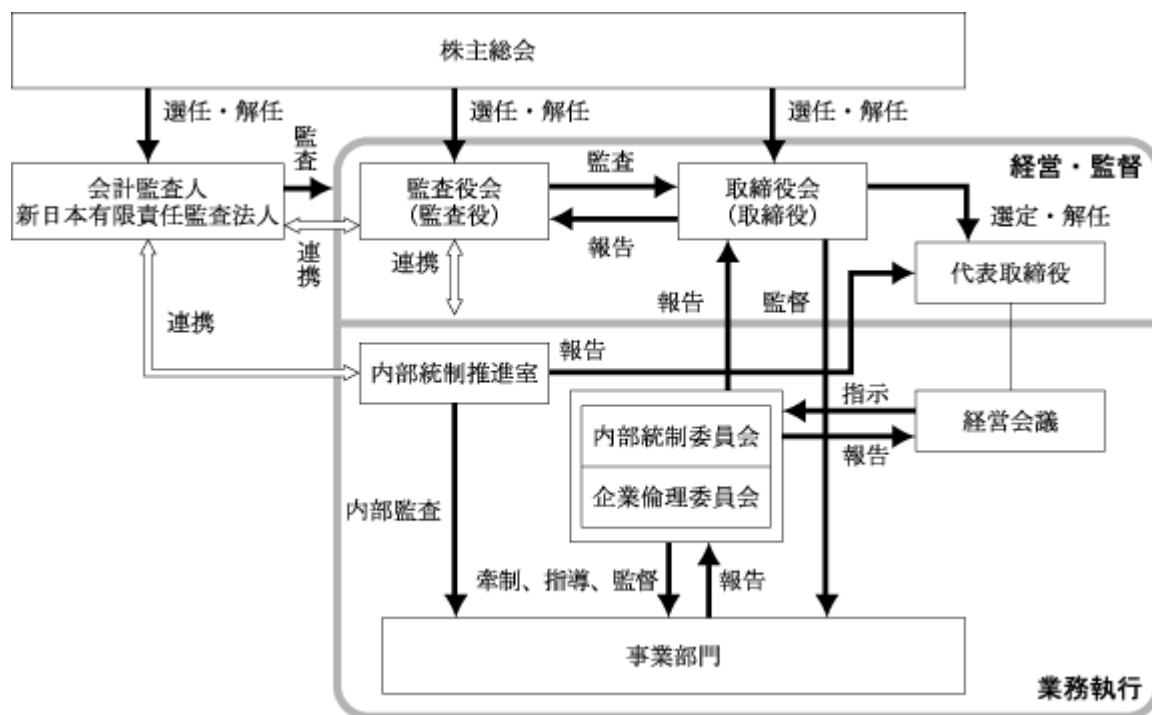 株主総会
選任・解任
選任・解任
選任・解任
監査
会計監査人
新日本有限責任監査法人
監査役会
(監査役)
監査
報告
取締役会
(取締役)
経営・監督
選定・解任
連携
連携
代表取締役
報告
監督
連携
内部統制推進室
報告
指示
経営会議
報告
内部統制委員会
企業倫理委員会
内部監査
牽制、指導、監督
報告
事業部門
業務執行